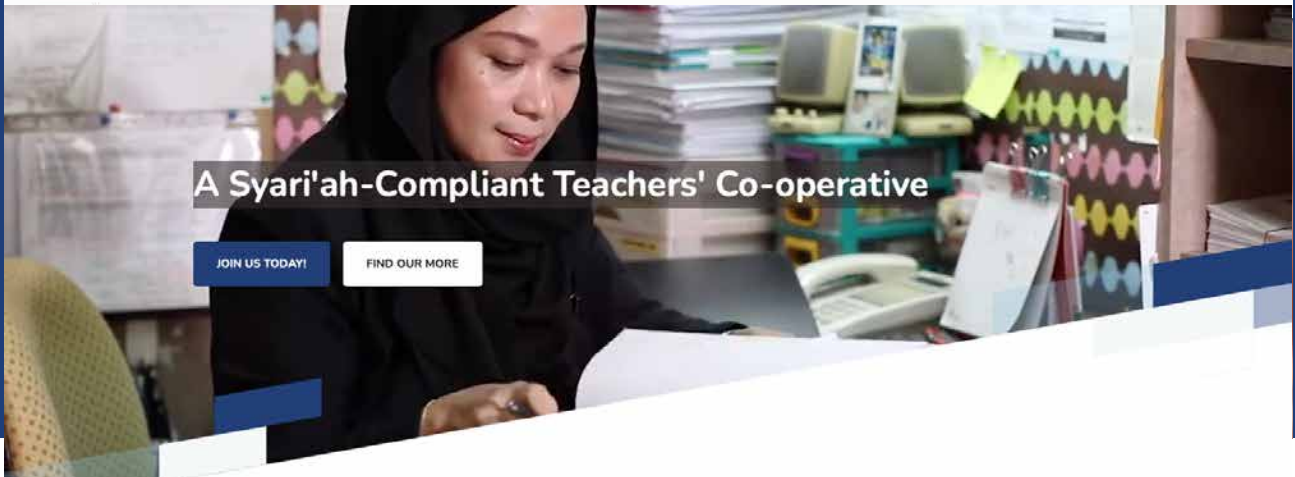 A Syari'ah-Compliant Teachers' Co-operative
JOIN US TODAY!
FIND OUR MORE